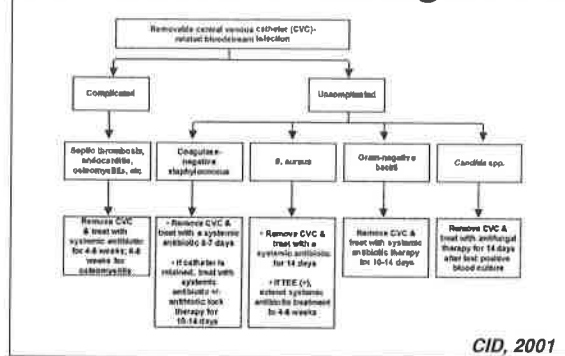 Removable central venous catheter (CVC)-
related bloodstream
infection
Complicated
Uncomplicated
Septic thrombosis,
endocarditis,
osteomyelitis, etc
Coagulase-
negative
staphylococcus
S. aureus
Gram-negative
bacilli
Candida spp.
Remove CVC
& treat with
systemic antibiotic
for 4-6 weeks; 6-8
weeks for
osteomyelitis
• Remove CVC &
treat with a systemic
antibiotic 5-7 days
• If catheter is
retained, treat with
systemic
antibiotic +/-
antibiotic lock
therapy for
10-14 days
• Remove CVC &
treat with a
systemic
antibiotic for
14 days
• If TEE (+),
extend systemic
antibiotic treatment
to 4-6 weeks
Remove CVC &
treat with systemic
antibiotic therapy
for 10-14 days
Remove CVC &
treat with antifungal
therapy for 14 days
after last positive
blood culture
CID, 2001